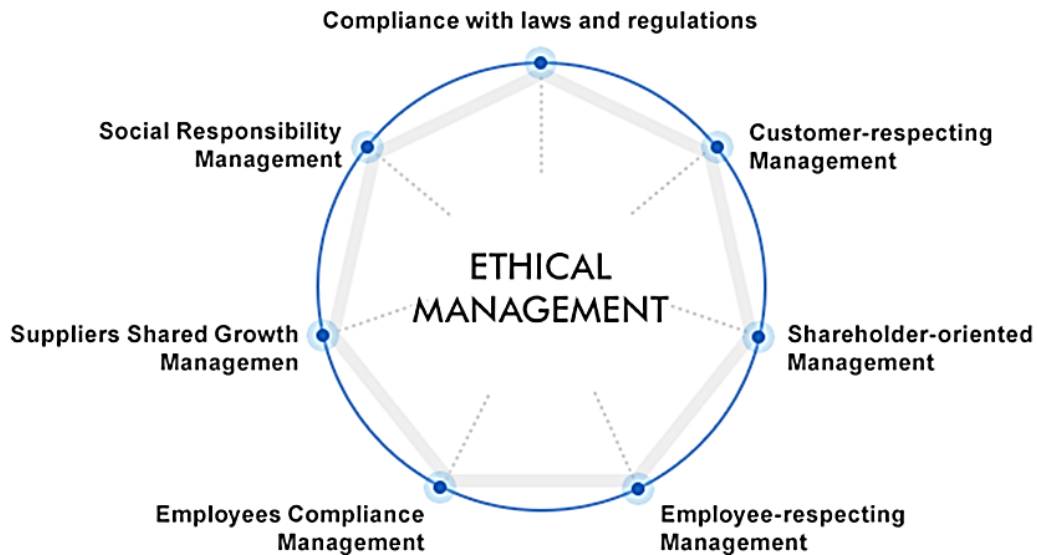 Compliance with laws and regulations
Social Responsibility
Management
Customer-respecting
Management
ETHICAL
MANAGEMENT
Suppliers Shared Growth
Managemen
Shareholder-oriented
Management
Employees Compliance
Management
Employee-respecting
Management